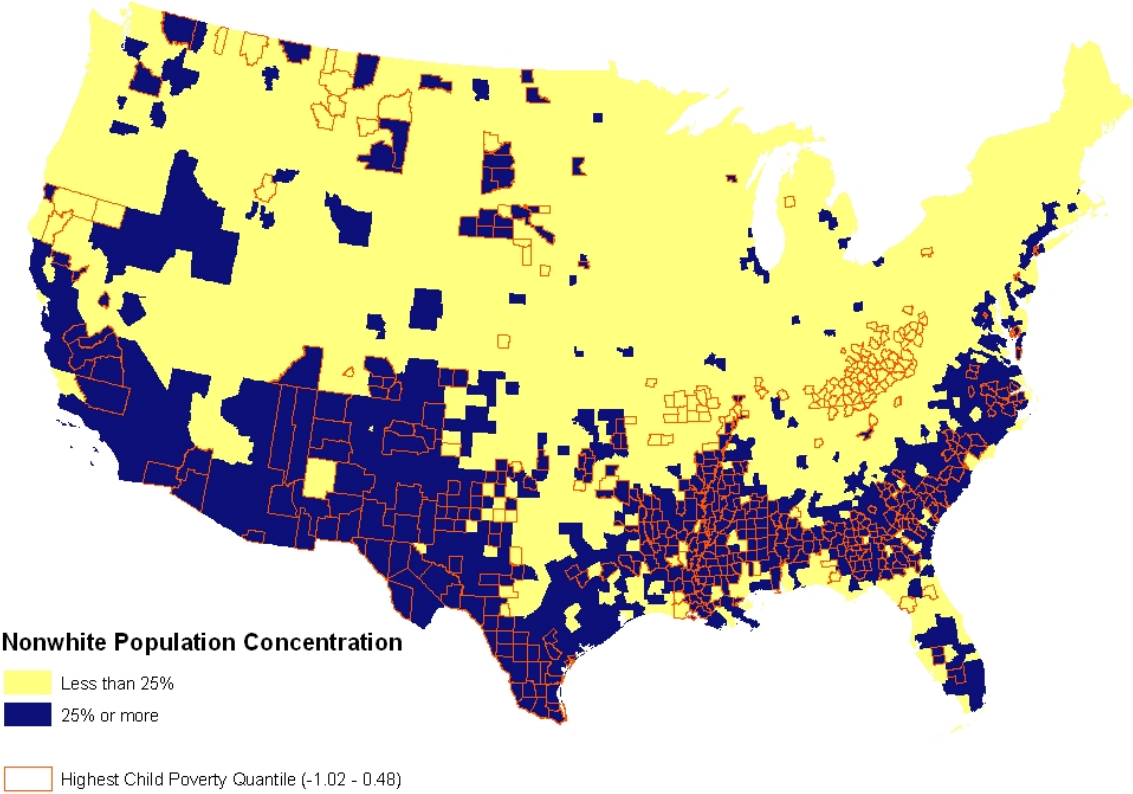 Nonwhite Population Concentration
Less than 25%
25% or more
Highest Child Poverty Quantile (-1.02 - 0.48)